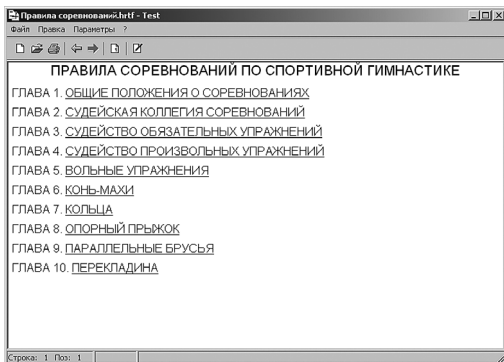 Правила соревнований.hrtf - Test
Файл Правка Параметры ?
ПРАВИЛА СОРЕВНОВАНИЙ ПО СПОРТИВНОЙ ГИМНАСТИКЕ
ГЛАВА 1. ОБЩИЕ ПОЛОЖЕНИЯ О СОРЕВНОВАНИЯХ
ГЛАВА 2. СУДЕЙСКАЯ КОЛЛЕГИЯ СОРЕВНОВАНИЙ
ГЛАВА 3. СУДЕЙСТВО ОБЯЗАТЕЛЬНЫХ УПРАЖНЕНИЙ
ГЛАВА 4. СУДЕЙСТВО ПРОИЗВОЛЬНЫХ УПРАЖНЕНИЙ
ГЛАВА 5. ВОЛЬНЫЕ УПРАЖНЕНИЯ
ГЛАВА 6. КОНЬ-МАХИ
ГЛАВА 7. КОЛЬЦА
ГЛАВА 8. ОПОРНЫЙ ПРЫЖОК
ГЛАВА 9. ПАРАЛЛЕЛЬНЫЕ БРУСЬЯ
ГЛАВА 10. ПЕРЕКЛАДИНА
Строка: 1 Поз: 1